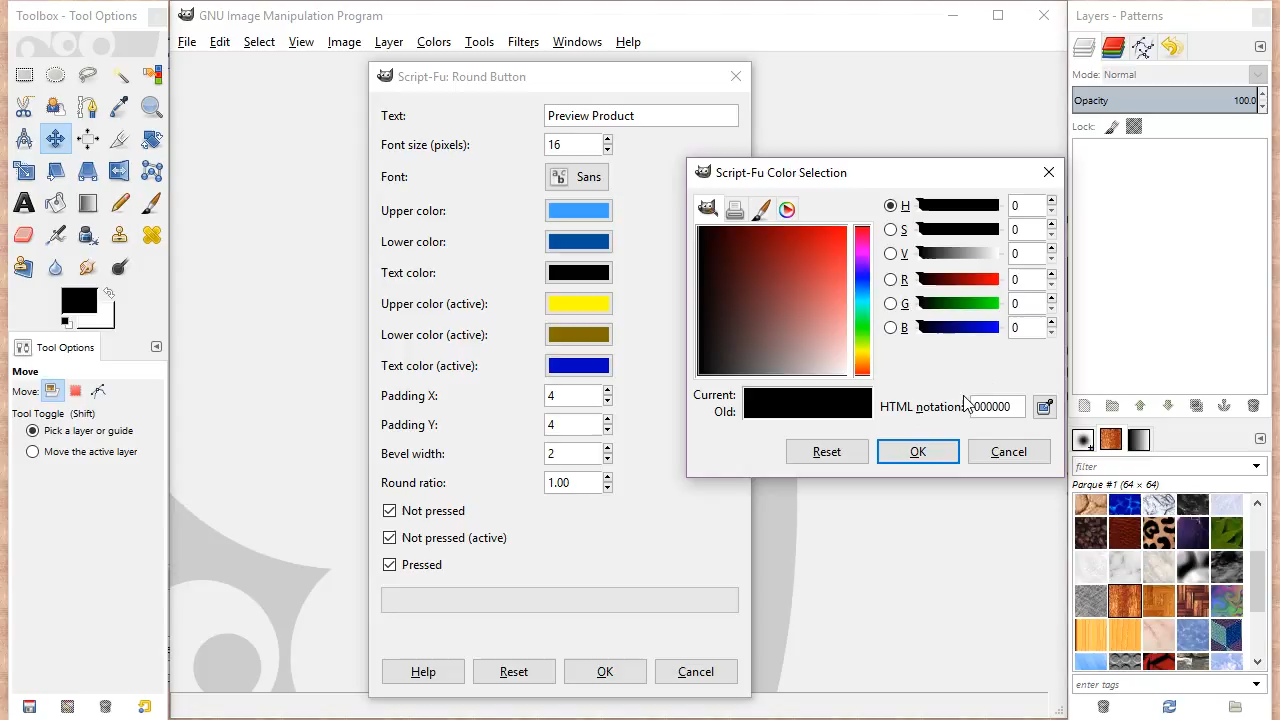 Toolbox - Tool Options
GNU Image Manipulation Program
Layers - Patterns
File Edit Select View Image Layer Colors Tools Filters Windows Help
Script-Fu: Round Button
Text: Preview Product
Font size (pixels): 16
Font: Sans
Upper color:
Lower color:
Text color:
Upper color (active):
Lower color (active):
Text color (active):
Padding X: 4
Padding Y: 4
Bevel width: 2
Round ratio: 1.00
Not pressed
Not pressed (active)
Pressed
Help Reset OK Cancel
Script-Fu Color Selection
H 0
S 0
V 0
R 0
G 0
B 0
Current:
Old:
HTML notation: 000000
Reset OK Cancel
Tool Options
Move
Move:
Tool Toggle (Shift)
Pick a layer or guide
Move the active layer
Mode: Normal
Opacity 100.0
Lock:
filter
Parque #1 (64 × 64)
enter tags